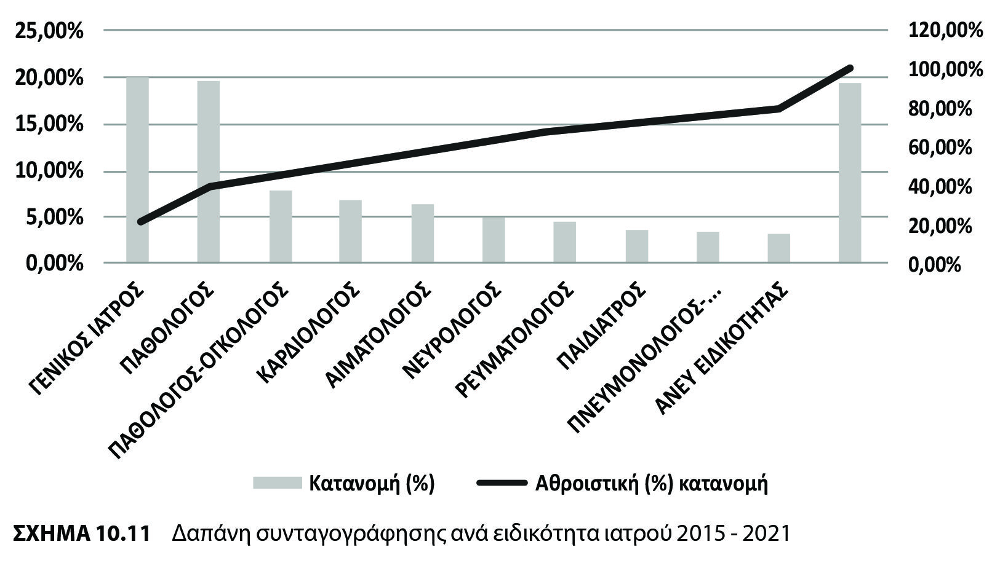 25,00%
20,00%
15,00%
10,00%
5,00%
0,00%
120,00%
100,00%
80,00%
60,00%
40,00%
20,00%
0,00%
ΓΕΝΙΚΟΣ ΙΑΤΡΟΣ
ΠΑΘΟΛΟΓΟΣ
ΠΑΘΟΛΟΓΟΣ-ΟΓΚΟΛΟΓΟΣ
ΚΑΡΔΙΟΛΟΓΟΣ
ΑΙΜΑΤΟΛΟΓΟΣ
ΝΕΥΡΟΛΟΓΟΣ
ΡΕΥΜΑΤΟΛΟΓΟΣ
ΠΑΙΔΙΑΤΡΟΣ
ΠΝΕΥΜΟΝΟΛΟΓΟΣ-...
ΑΝΕΥ ΕΙΔΙΚΟΤΗΤΑΣ
Κατανομή (%)
Αθροιστική (%) κατανομή
ΣΧΗΜΑ 10.11 Δαπάνη συνταγογράφησης ανά ειδικότητα ιατρού 2015 - 2021